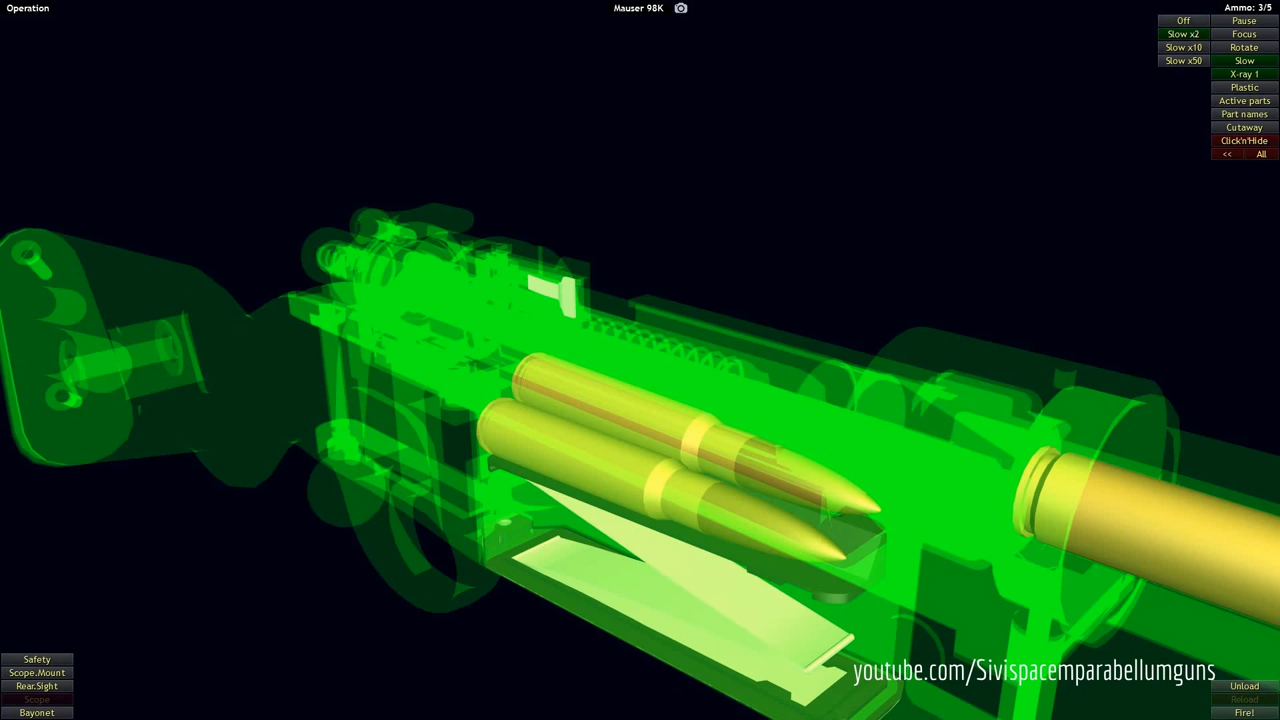 Operation
Mauser 98K
Ammo: 3/5
Off
Pause
Slow x2
Focus
Slow x10
Rotate
Slow x50
Slow
X-ray 1
Plastic
Active parts
Part names
Cutaway
Click'n'Hide
<< All
Safety
Scope.Mount
Rear.Sight
Scope
Bayonet
youtube.com/Sivispacemparabellumguns
Unload
Reload
Fire!